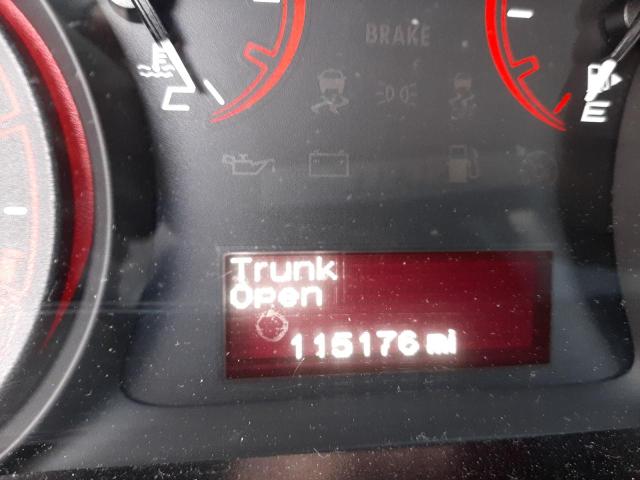 BRAKE
C
E
Trunk
Open
115176 mi